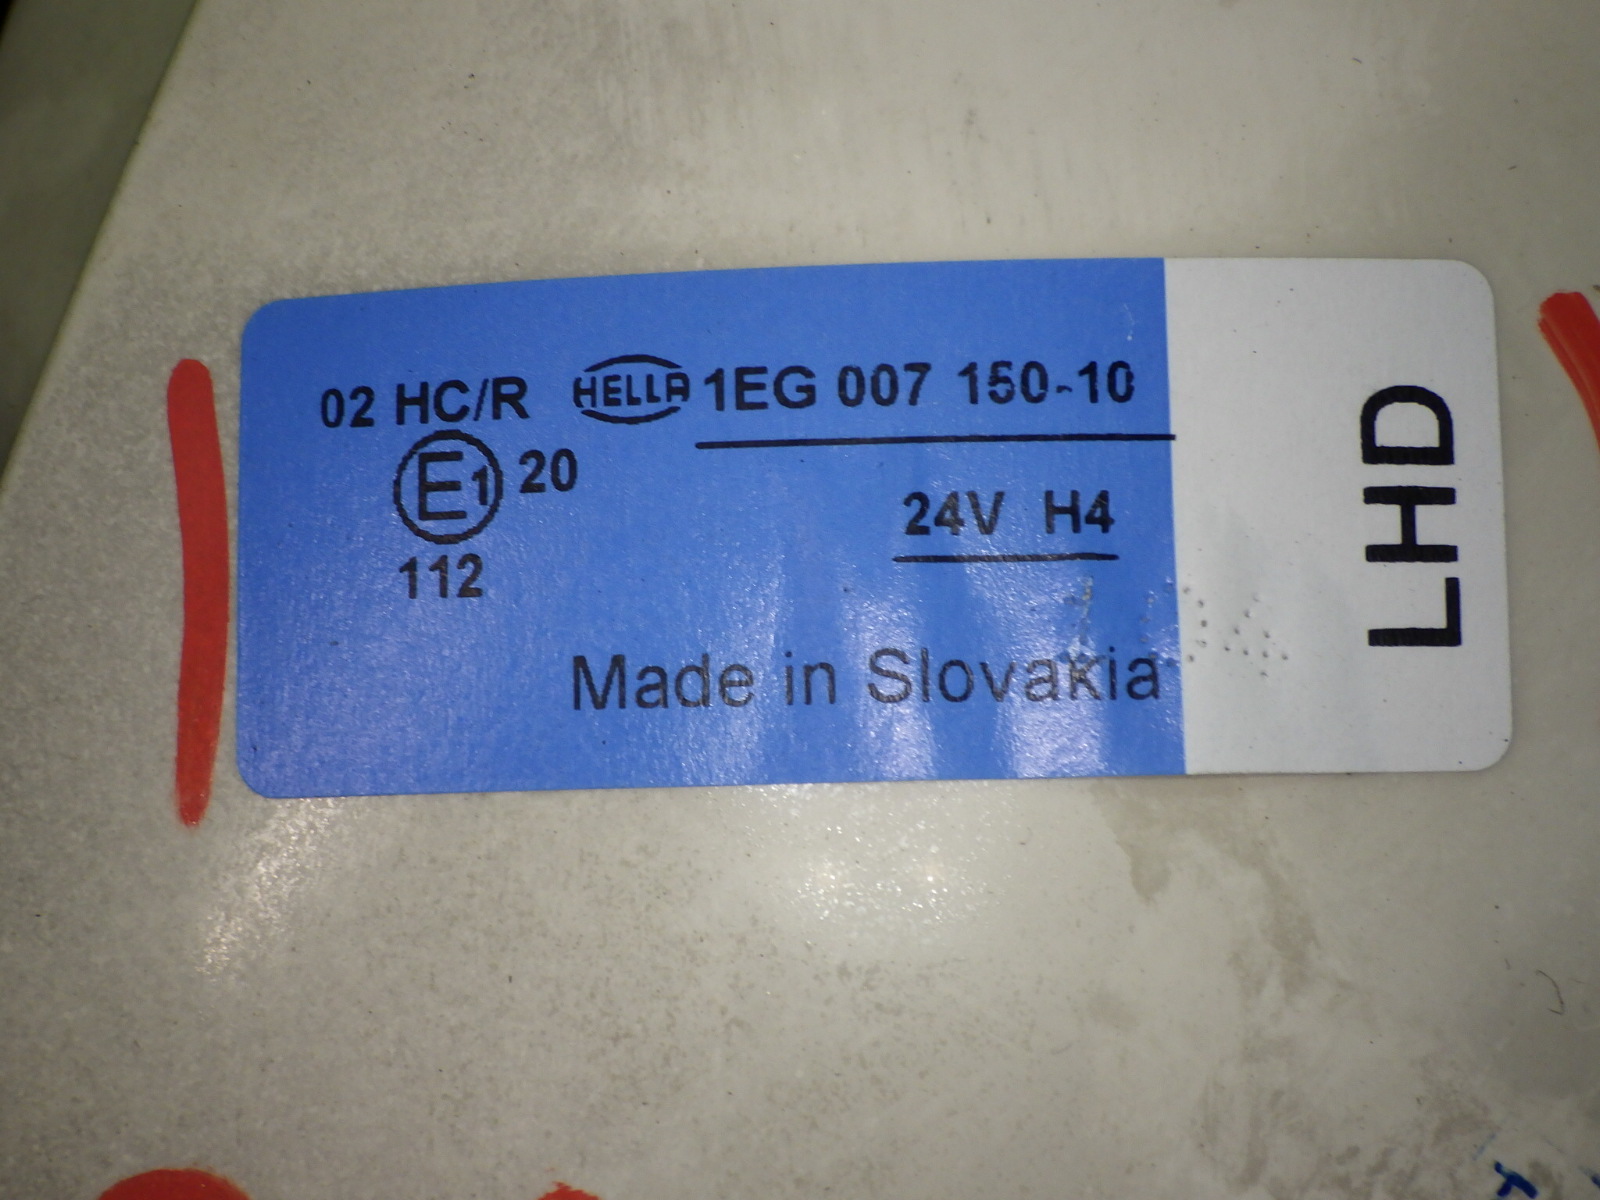 02 HC/R HELLA 1EG 007 150-10
E1 20
24V H4
112
Made in Slovakia
LHD